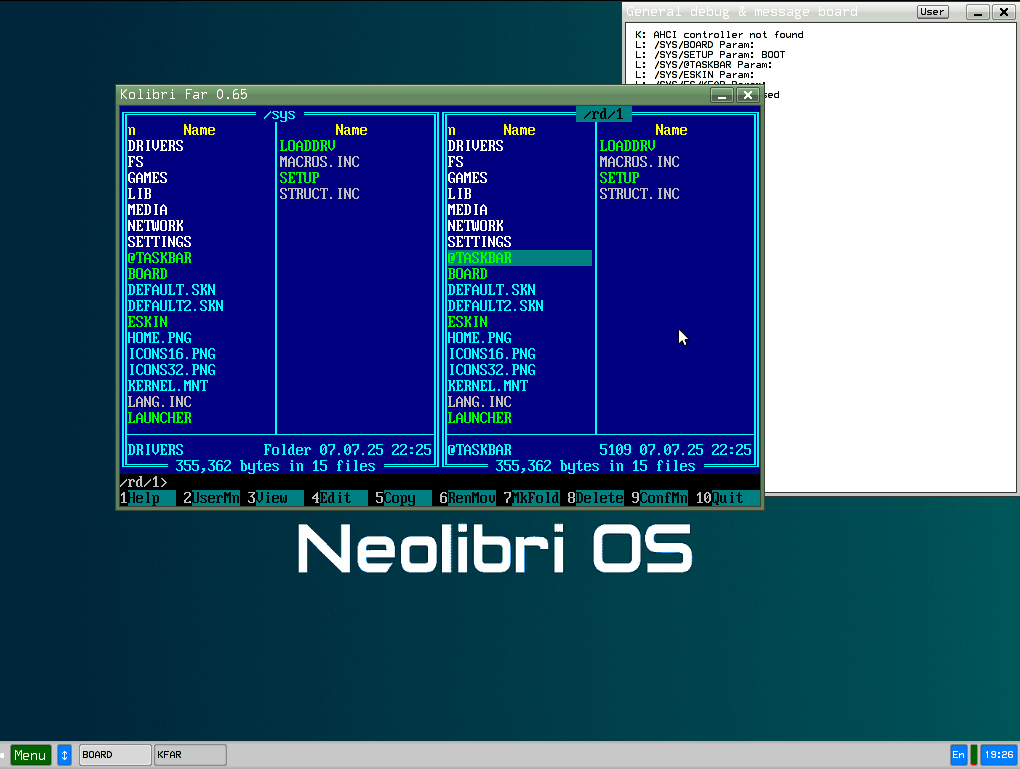 General debug & message board
User
K: AHCI controller not found
L: /SYS/BOARD Param:
L: /SYS/SETUP Param: BOOT
L: /SYS/@TASKBAR Param:
L: /SYS/ESKIN Param:
sed
Kolibri Far 0.65
/sys
/rd/1
n Name Name
n Name Name
DRIVERS LOADDRV
DRIVERS LOADDRV
FS MACROS.INC
FS MACROS.INC
GAMES SETUP
GAMES SETUP
LIB STRUCT.INC
LIB STRUCT.INC
MEDIA
MEDIA
NETWORK
NETWORK
SETTINGS
SETTINGS
@TASKBAR
@TASKBAR
BOARD
BOARD
DEFAULT.SKN
DEFAULT.SKN
DEFAULT2.SKN
DEFAULT2.SKN
ESKIN
ESKIN
HOME.PNG
HOME.PNG
ICONS16.PNG
ICONS16.PNG
ICONS32.PNG
ICONS32.PNG
KERNEL.MNT
KERNEL.MNT
LANG.INC
LANG.INC
LAUNCHER
LAUNCHER
DRIVERS Folder 07.07.25 22:25
@TASKBAR 5109 07.07.25 22:25
355,362 bytes in 15 files
355,362 bytes in 15 files
/rd/1>
1Help 2UserMn 3View 4Edit 5Copy 6RenMov 7MkFold 8Delete 9ConfMn 10Quit
Neolibri OS
Menu
BOARD
KFAR
En
19:26